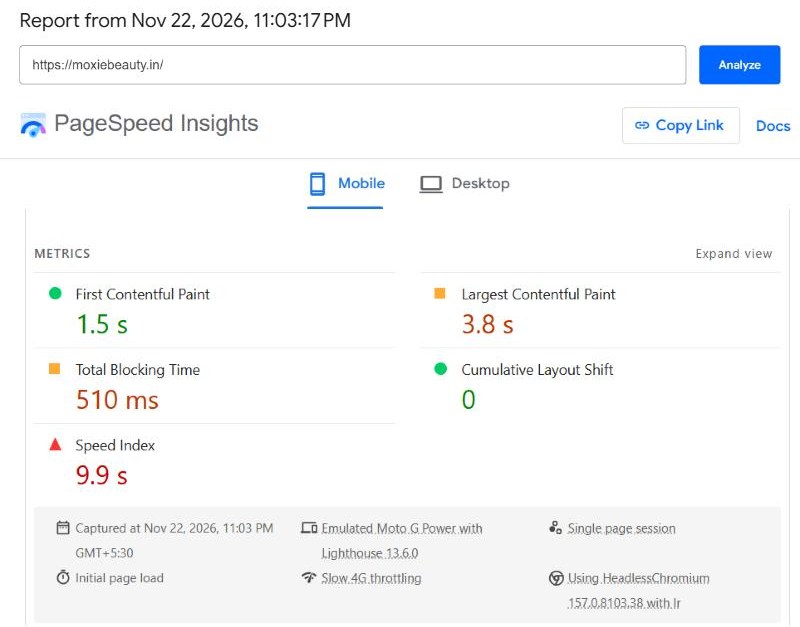 Report from Nov 22, 2026, 11:03:17 PM
https://moxiebeauty.in/
Analyze
PageSpeed Insights
Copy Link
Docs
Mobile
Desktop
METRICS
Expand view
First Contentful Paint
1.5 s
Largest Contentful Paint
3.8 s
Total Blocking Time
510 ms
Cumulative Layout Shift
0
Speed Index
9.9 s
Captured at Nov 22, 2026, 11:03 PM
GMT+5:30
Emulated Moto G Power with
Lighthouse 13.6.0
Single page session
Initial page load
Slow 4G throttling
Using HeadlessChromium
157.0.8103.38 with lr